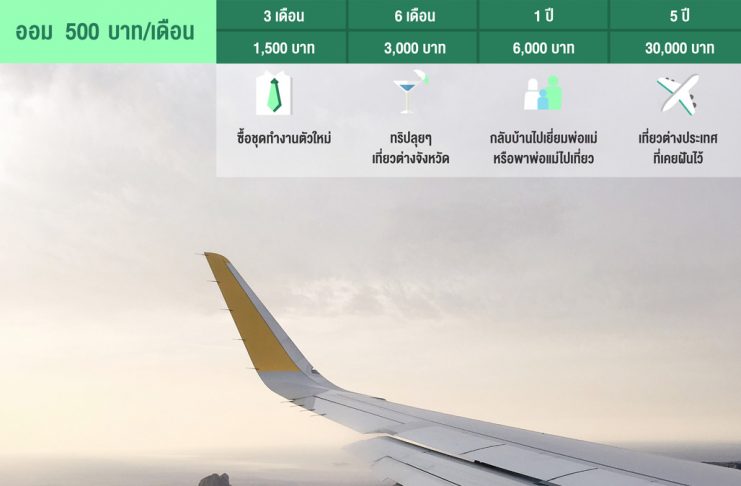 ออม 500 บาท/เดือน
3 เดือน
6 เดือน
1 ปี
5 ปี
1,500 บาท
3,000 บาท
6,000 บาท
30,000 บาท
ซื้อชุดทำงานตัวใหม่
ทริปลุยๆ
เที่ยวต่างจังหวัด
กลับบ้านไปเยี่ยมพ่อแม่
หรือพาพ่อแม่ไปเที่ยว
เที่ยวต่างประเทศ
ที่เคยฝันไว้